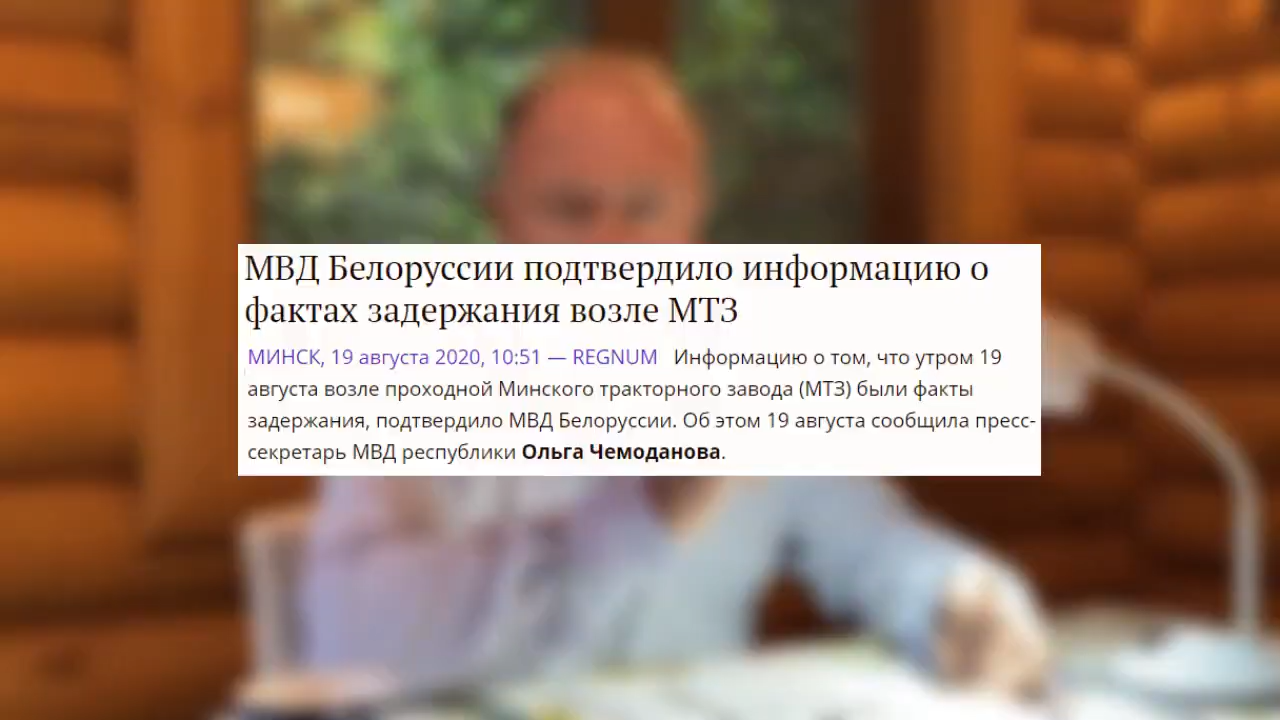 МВД Белоруссии подтвердило информацию о
фактах задержания возле МТЗ
МИНСК, 19 августа 2020, 10:51 — REGNUM Информацию о том, что утром 19
августа возле проходной Минского тракторного завода (МТЗ) были факты
задержания, подтвердило МВД Белоруссии. Об этом 19 августа сообщила пресс-
секретарь МВД республики Ольга Чемоданова.